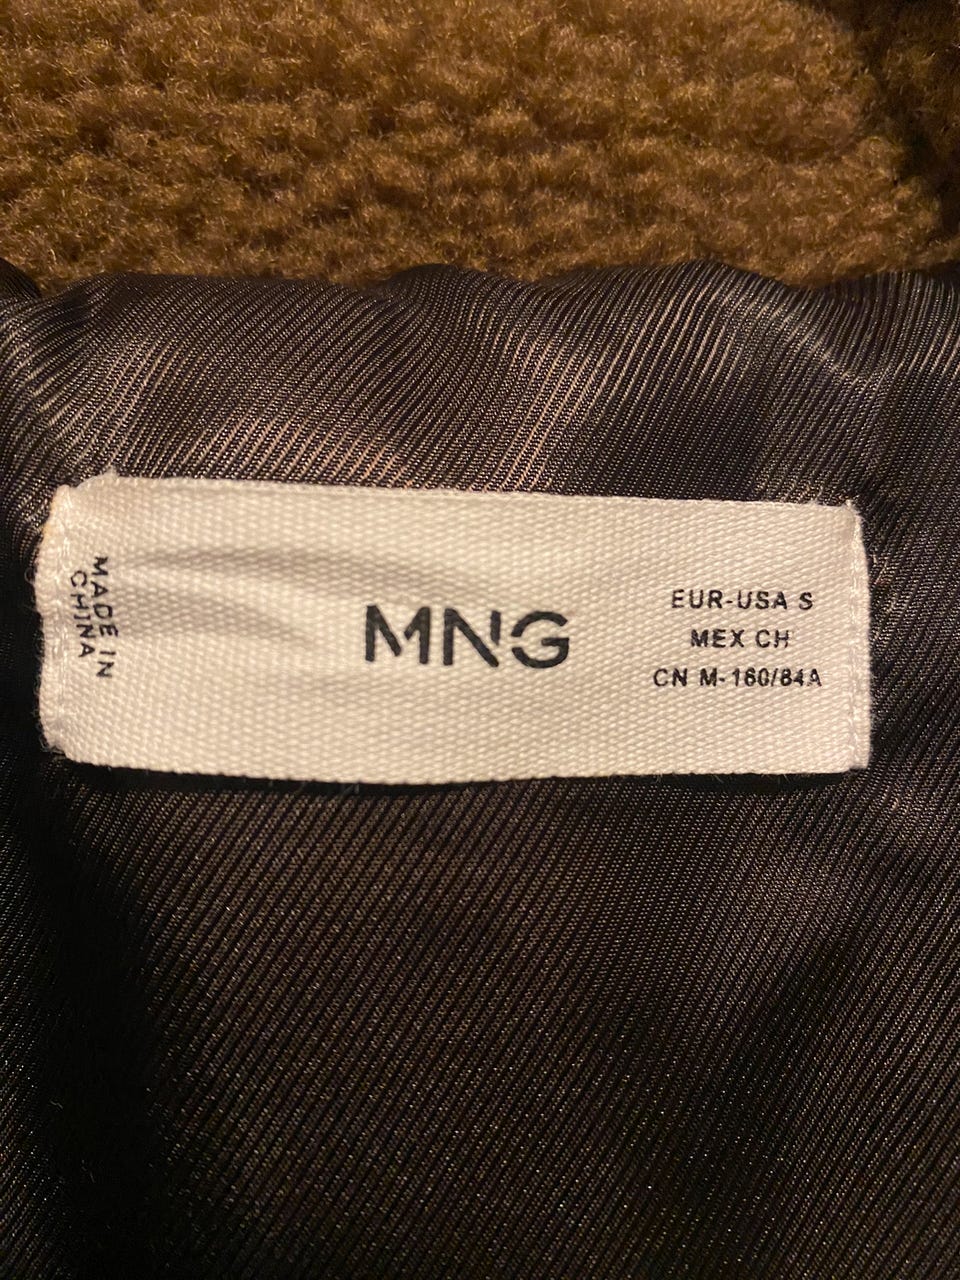 MADE IN
CHINA
MNG
EUR-USA S
MEX CH
CN M-160/84A